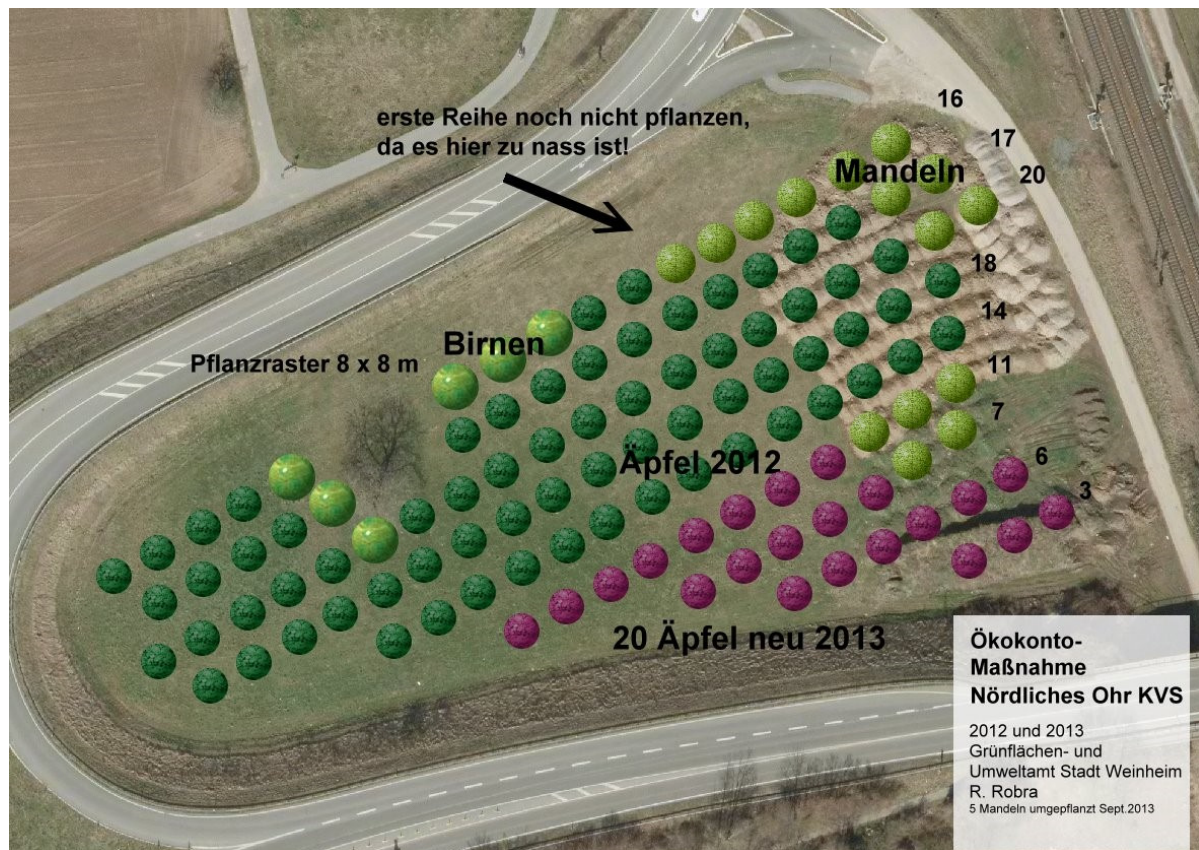 erste Reihe noch nicht pflanzen,
da es hier zu nass ist!
16
17
Mandeln
20
18
14
Birnen
Pflanzraster 8 x 8 m
11
7
Äpfel 2012
6
3
20 Äpfel neu 2013
Ökokonto-
Maßnahme
Nördliches Ohr KVS
2012 und 2013
Grünflächen- und
Umweltamt Stadt Weinheim
R. Robra
5 Mandeln umgepflanzt Sept.2013